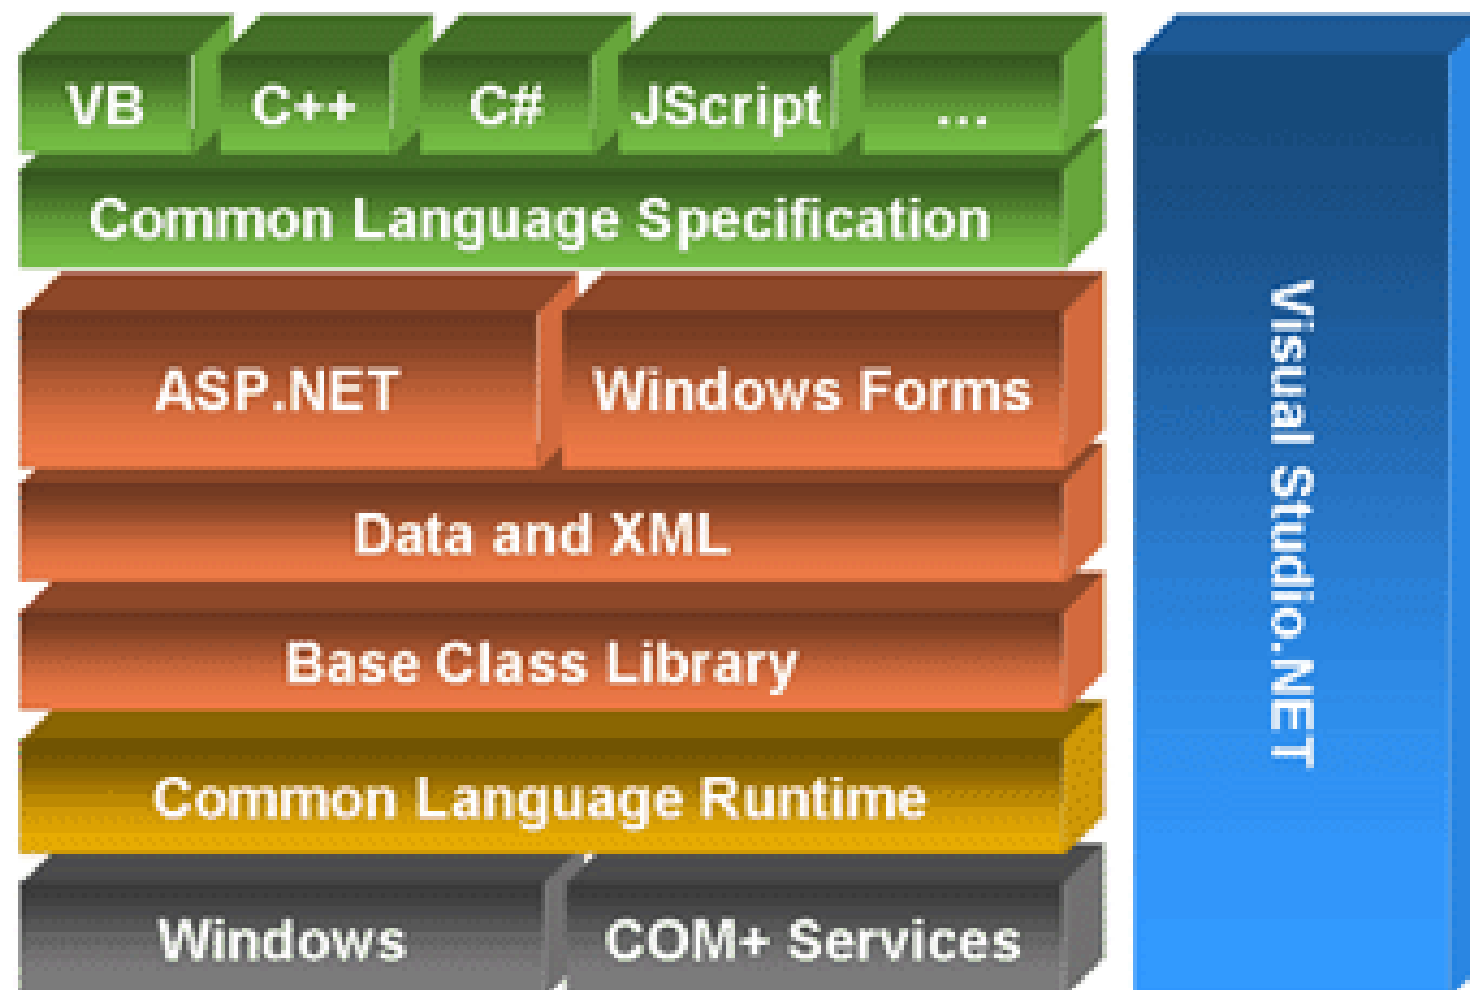 VB C++ C# JScript ...
Common Language Specification
ASP.NET Windows Forms
Data and XML
Base Class Library
Common Language Runtime
Windows COM+ Services
Visual Studio.NET